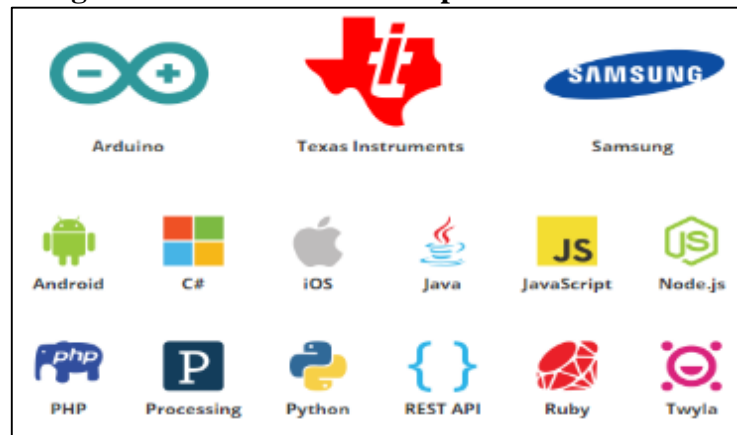 Arduino
Texas Instruments
SAMSUNG
Samsung
JS
JS
Android
C#
iOS
Java
JavaScript
Node.js
php
P
{ }
PHP
Processing
Python
REST API
Ruby
Twyla